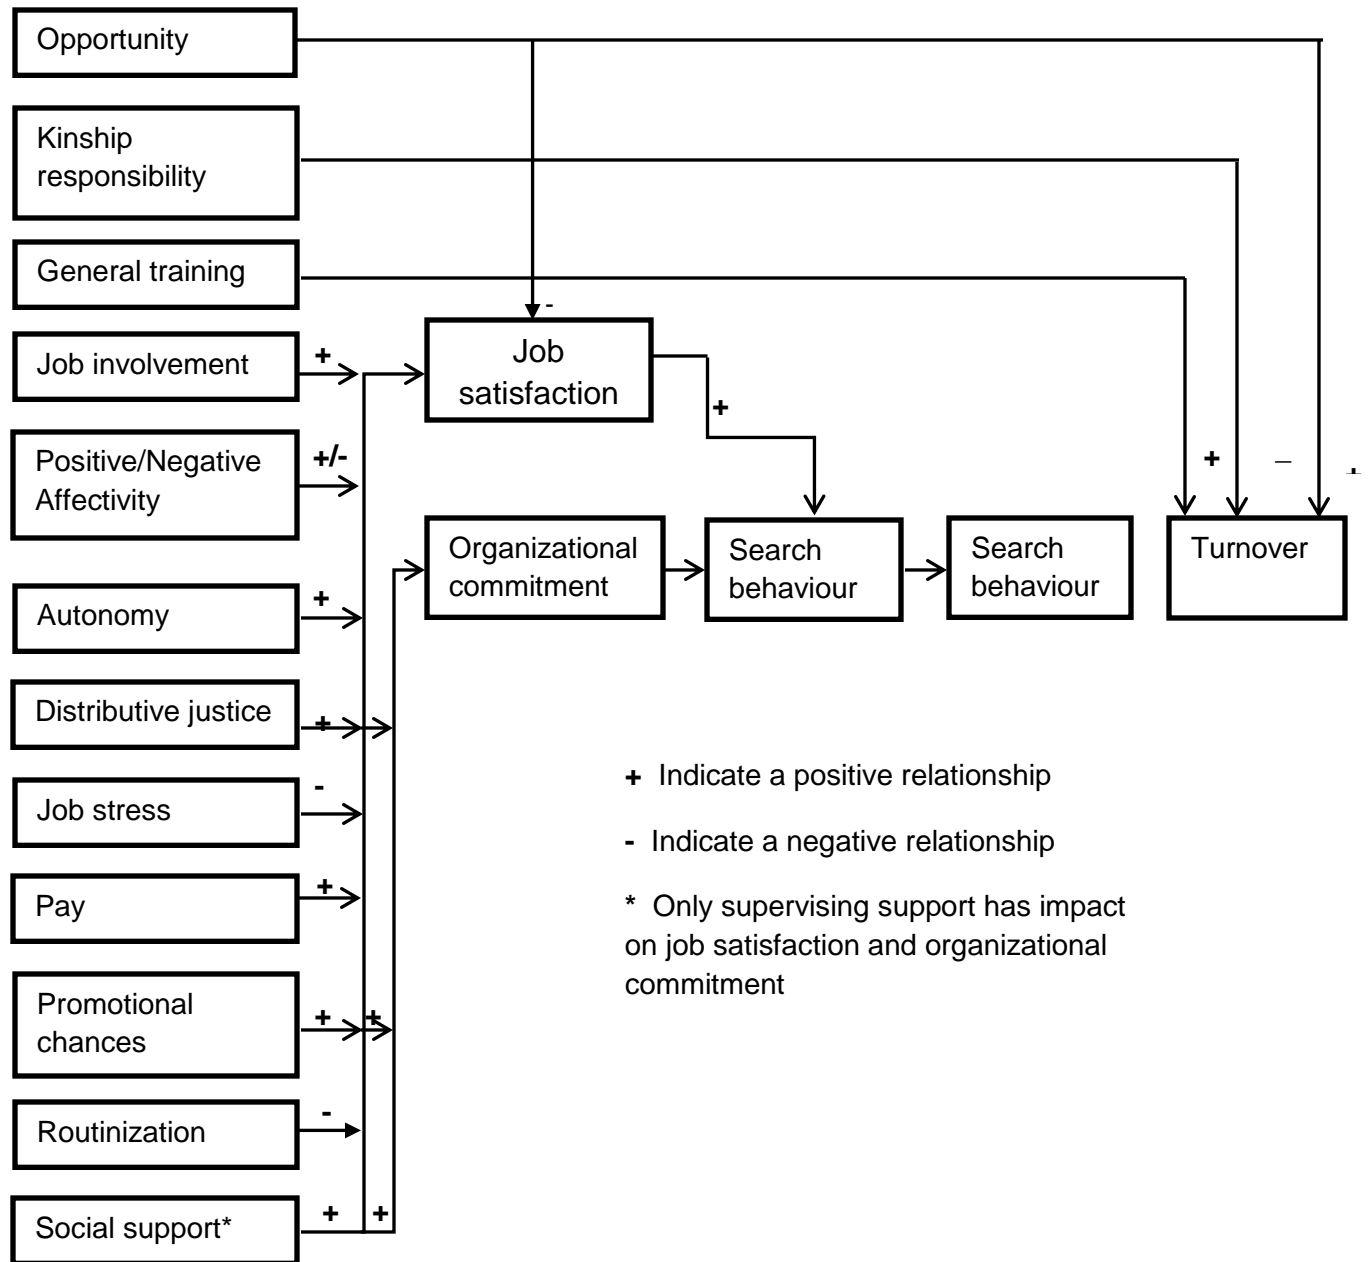 Opportunity
Kinship
responsibility
General training
-
Job involvement
+
Job
satisfaction
+
Positive/Negative
Affectivity
+/-
+
–
+
Organizational
commitment
Search
behaviour
Search
behaviour
Turnover
Autonomy
+
Distributive justice
+
+ Indicate a positive relationship
Job stress
-
- Indicate a negative relationship
Pay
+
* Only supervising support has impact
on job satisfaction and organizational
commitment
Promotional
chances
+
+
Routinization
-
Social support*
+
+